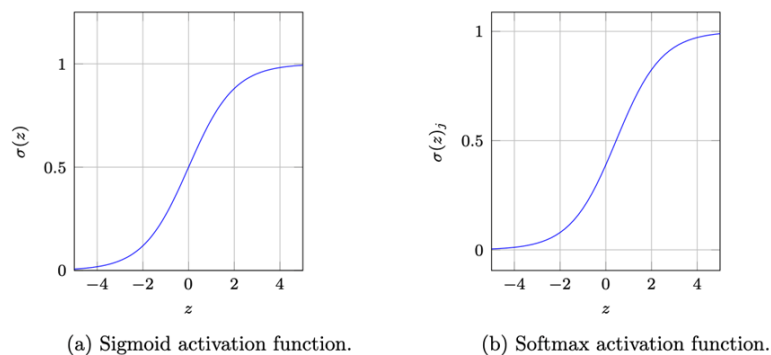 1
0.5
0
−4 −2 0 2 4
z
σ(z)
(a) Sigmoid activation function.
1
0.5
0
−4 −2 0 2 4
z
σ(z)j
(b) Softmax activation function.